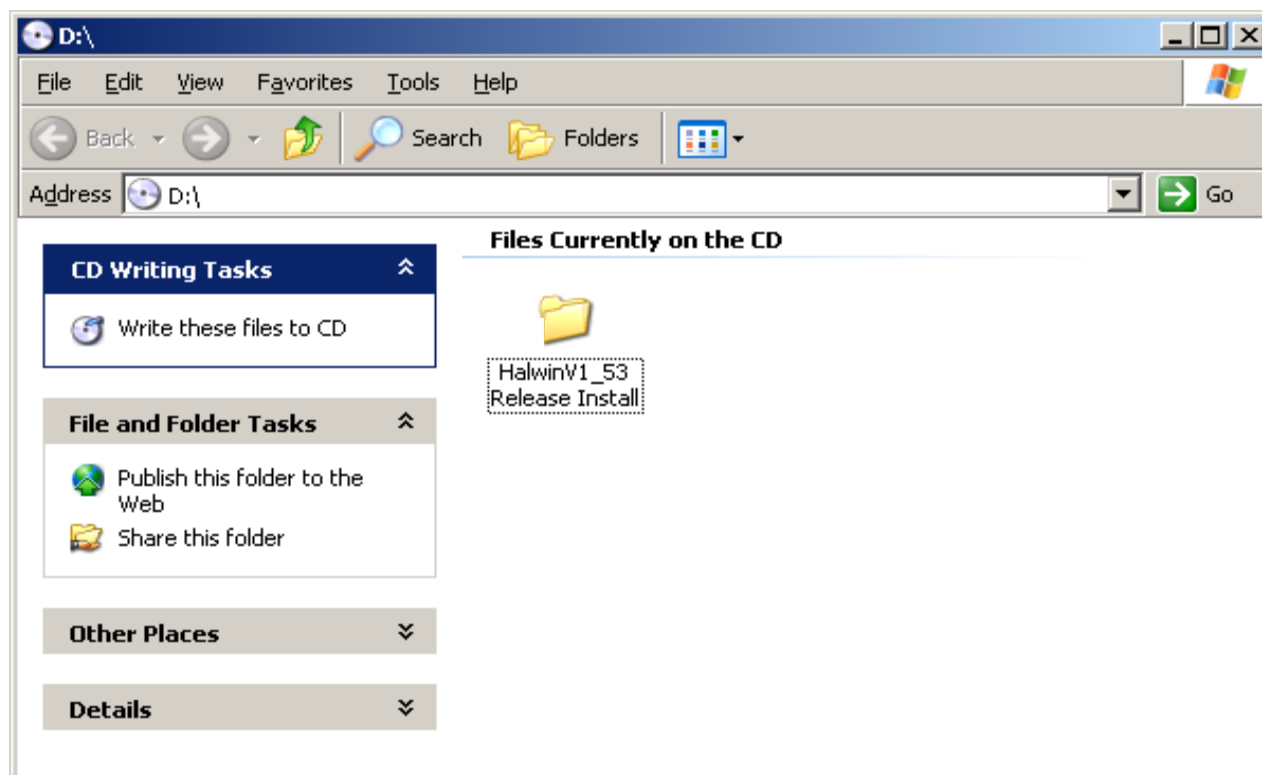 D:\
File Edit View Favorites Tools Help
Back Search Folders
Address D:\ Go
Files Currently on the CD
CD Writing Tasks
Write these files to CD
HalwinV1_53
Release Install
File and Folder Tasks
Publish this folder to the
Web
Share this folder
Other Places
Details